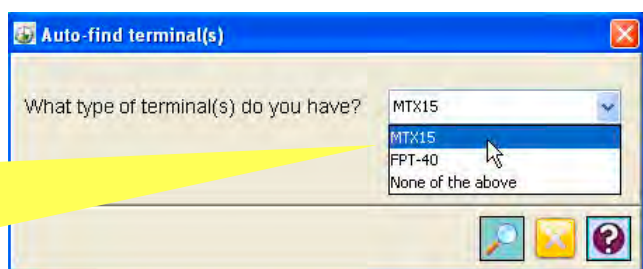 Auto-find terminal(s)
What type of terminal(s) do you have? MTX15
MTX15
FPT-40
None of the above
?